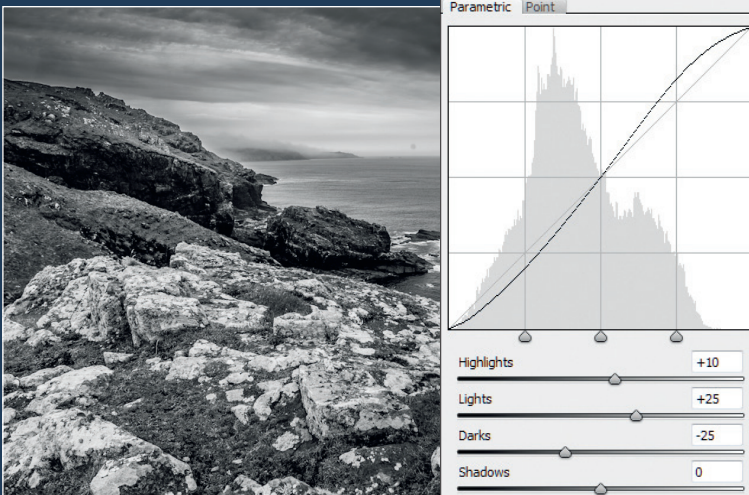 Parametric Point
Highlights +10
Lights +25
Darks -25
Shadows 0